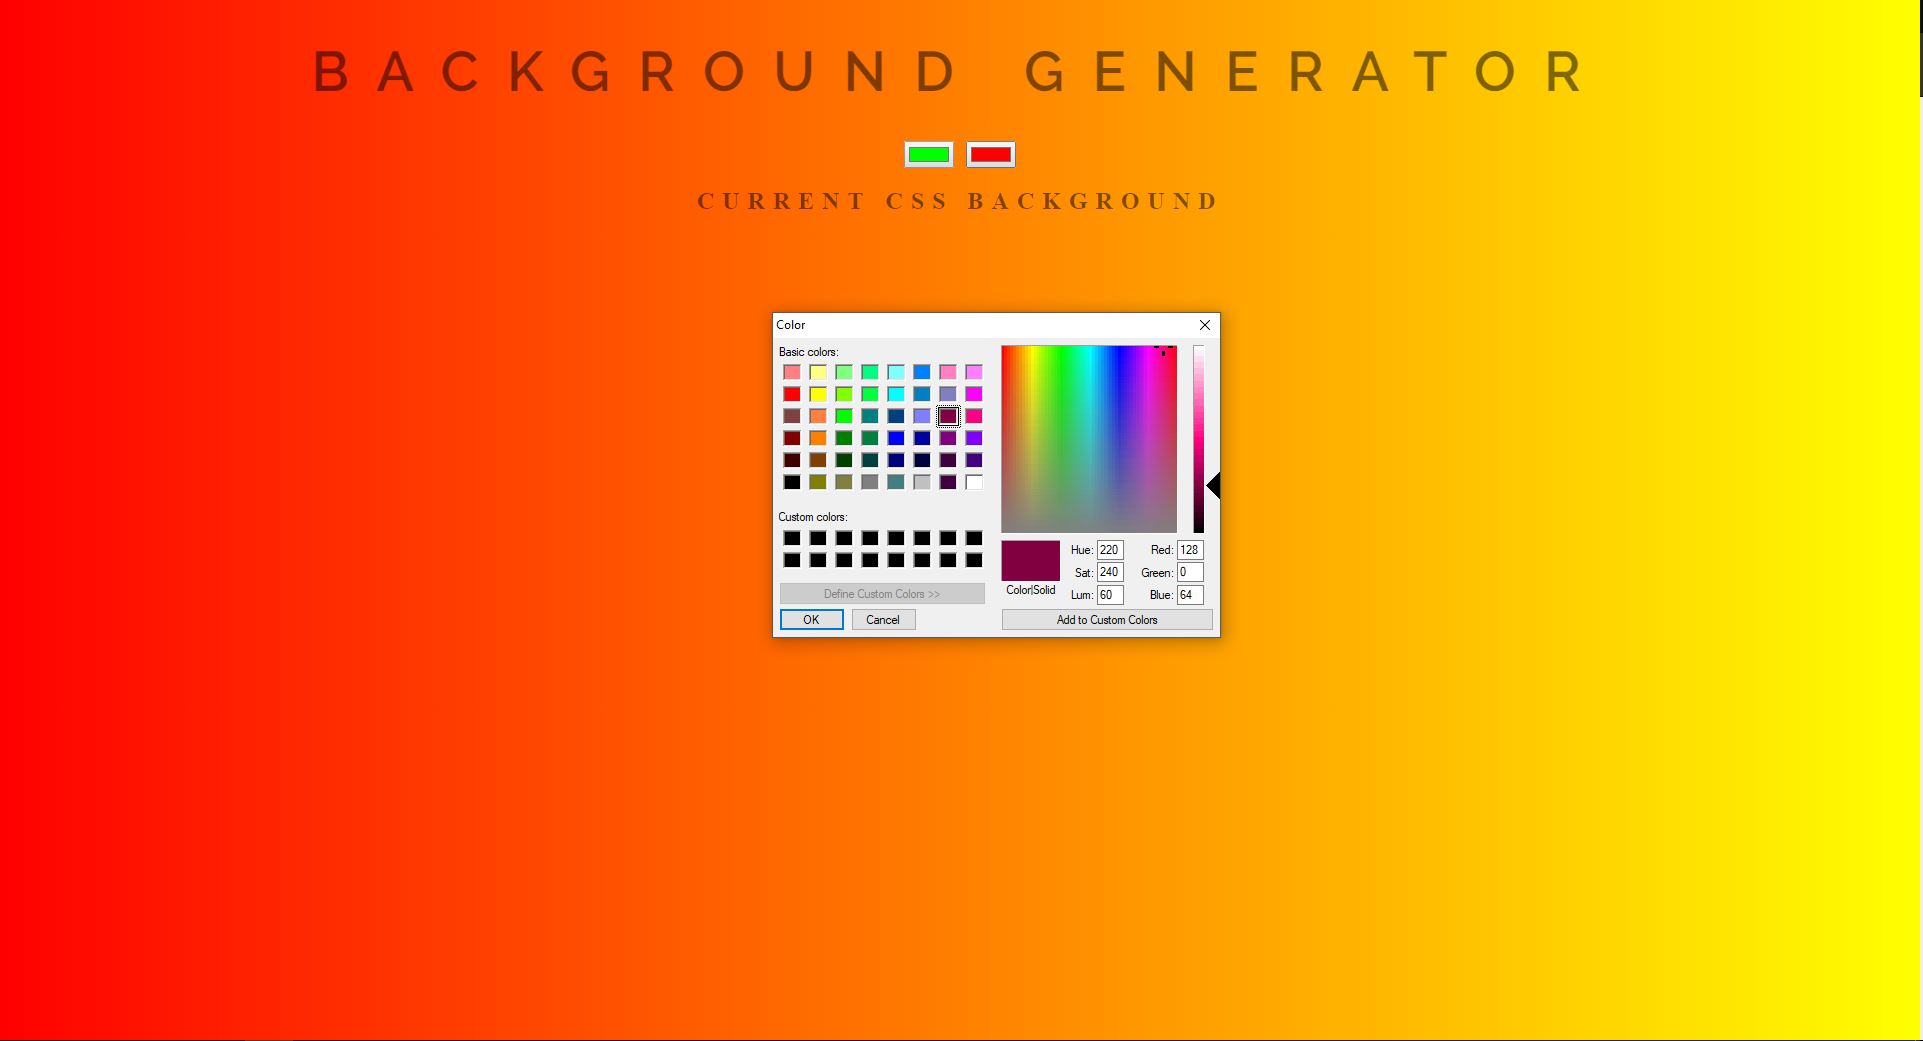 BACKGROUND GENERATOR
CURRENT CSS BACKGROUND
Color
Basic colors:
Custom colors:
Define Custom Colors >>
OK
Cancel
Color|Solid
Hue: 220
Red: 128
Sat: 240
Green: 0
Lum: 60
Blue: 64
Add to Custom Colors